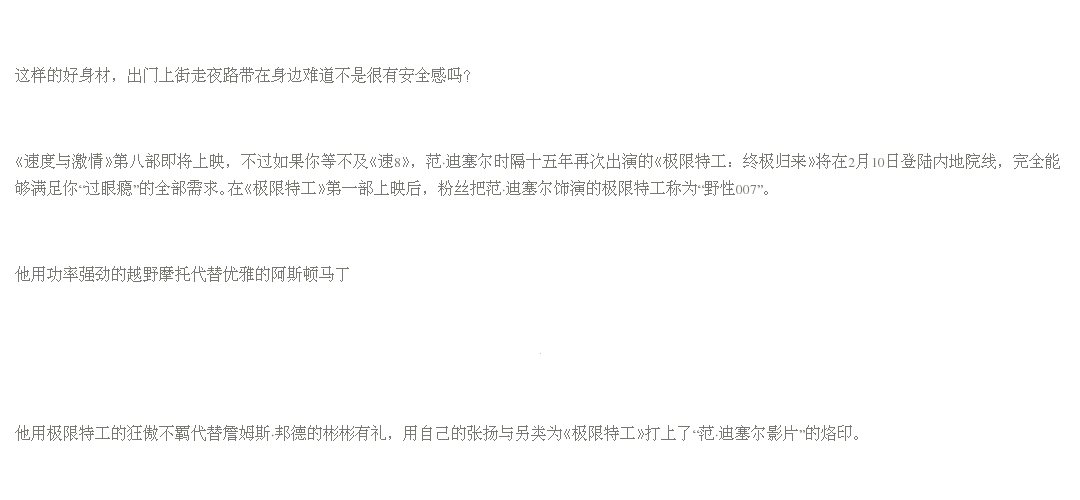 这样的好身材，出门上街走夜路带在身边难道不是很有安全感吗？
《速度与激情》第八部即将上映，不过如果你等不及《速8》，范·迪塞尔时隔十五年再次出演的《极限特工：终极归来》将在2月10日登陆内地院线，完全能
够满足你“过眼瘾”的全部需求。在《极限特工》第一部上映后，粉丝把范·迪塞尔饰演的极限特工称为“野性007”。
他用功率强劲的越野摩托代替优雅的阿斯顿马丁
他用极限特工的狂傲不羁代替詹姆斯·邦德的彬彬有礼，用自己的张扬与另类为《极限特工》打上了“范·迪塞尔影片”的烙印。